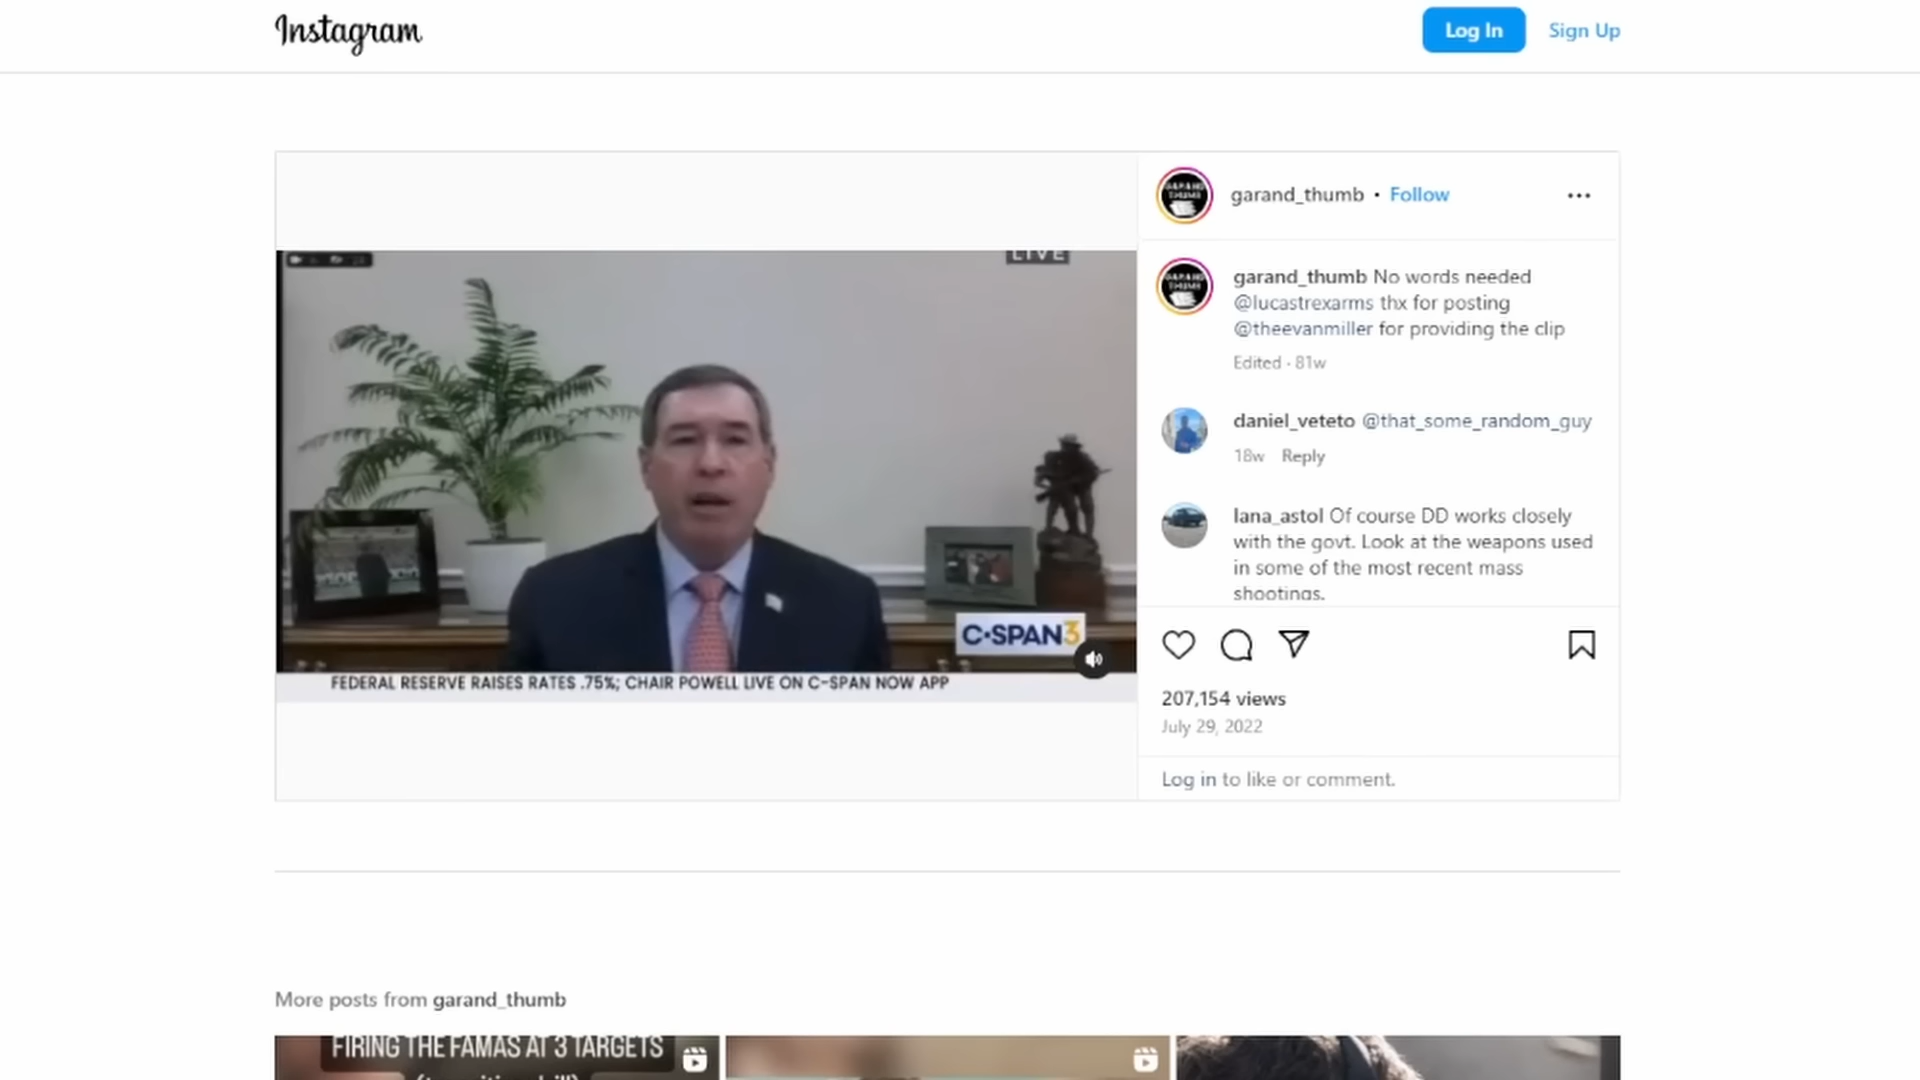 Instagram
Log In
Sign Up
LIVE
C-SPAN3
FEDERAL RESERVE RAISES RATES .75%; CHAIR POWELL LIVE ON C-SPAN NOW APP
garand_thumb • Follow
garand_thumb No words needed
@lucastrexarms thx for posting
@theevanmiller for providing the clip
Edited · 81w
daniel_veteto @that_some_random_guy
18w Reply
lana_astol Of course DD works closely
with the govt. Look at the weapons used
in some of the most recent mass
shootings.
207,154 views
July 29, 2022
Log in to like or comment.
More posts from garand_thumb
FIRING THE FAMAS AT 3 TARGETS